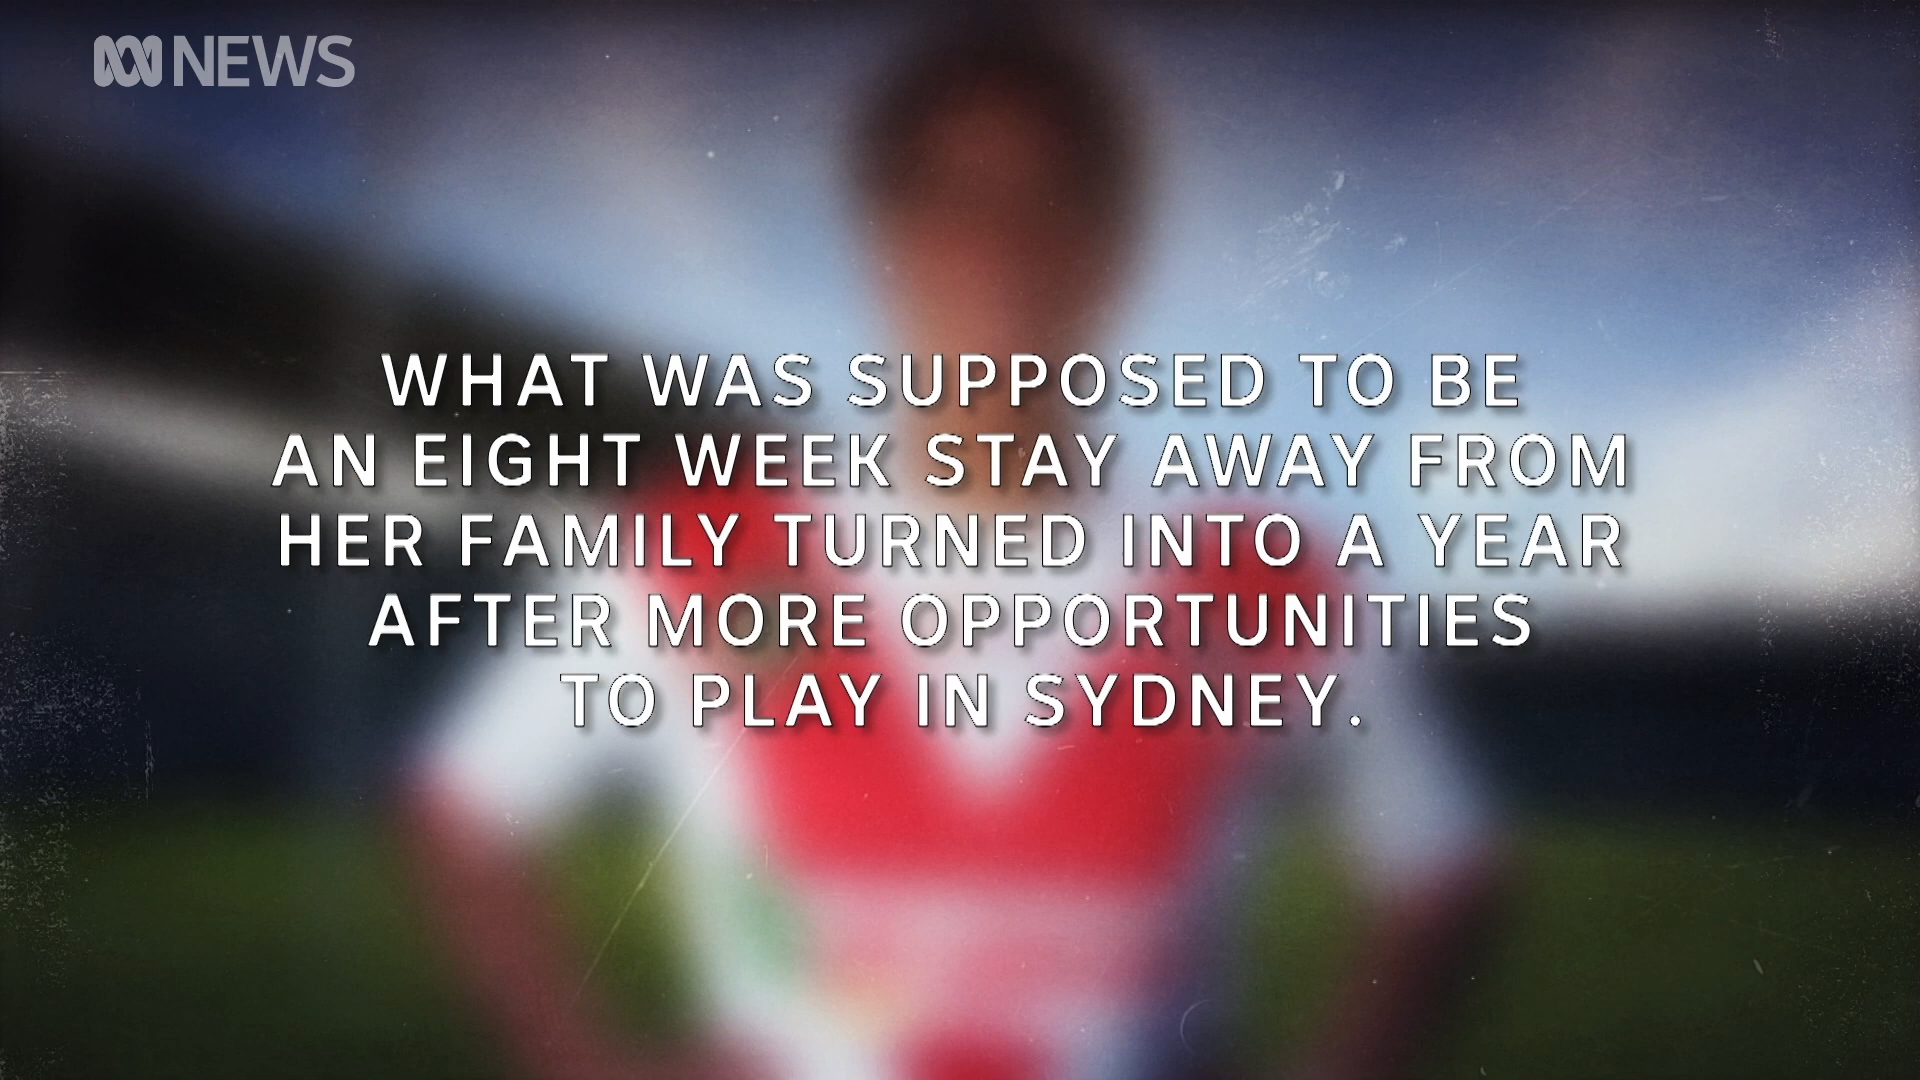 NEWS
WHAT WAS SUPPOSED TO BE
AN EIGHT WEEK STAY AWAY FROM
HER FAMILY TURNED INTO A YEAR
AFTER MORE OPPORTUNITIES
TO PLAY IN SYDNEY.